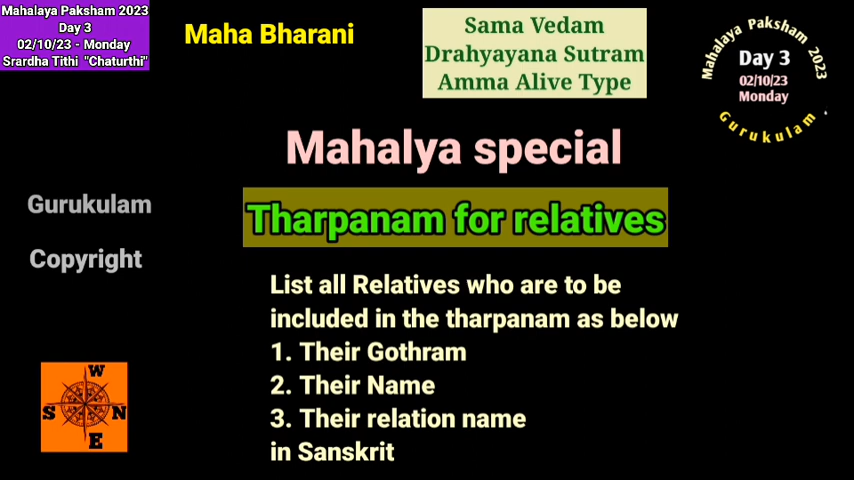 Mahalaya Paksham 2023
Day 3
02/10/23 - Monday
Srardha Tithi "Chaturthi"
Maha Bharani
Sama Vedam
Drahyayana Sutram
Amma Alive Type
Mahalaya Paksham 2023
Day 3
02/10/23
Monday
Gurukulam
Mahalya special
Gurukulam
Tharpanam for relatives
Copyright
List all Relatives who are to be
included in the tharpanam as below
1. Their Gothram
2. Their Name
3. Their relation name
in Sanskrit
W
S N
E